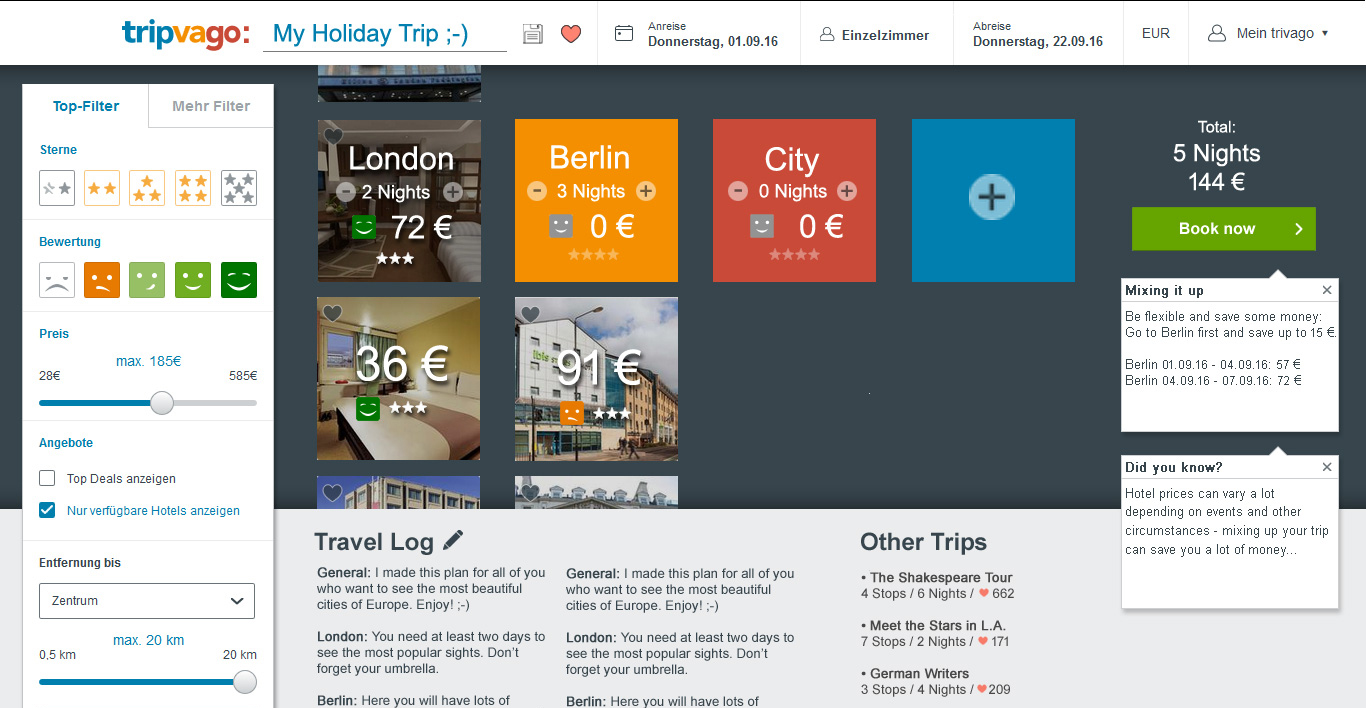 tripvago:
My Holiday Trip ;-)
Anreise
Donnerstag, 01.09.16
Einzelzimmer
Abreise
Donnerstag, 22.09.16
EUR
Mein trivago
Top-Filter
Mehr Filter
Sterne
Bewertung
Preis
max. 185€
28€
585€
Angebote
Top Deals anzeigen
Nur verfügbare Hotels anzeigen
Entfernung bis
Zentrum
max. 20 km
0,5 km
20 km
London
- 2 Nights +
72 €
Berlin
- 3 Nights +
0 €
City
- 0 Nights +
0 €
+
36 €
ibis
91 €
Total:
5 Nights
144 €
Book now
Mixing it up
Be flexible and save some money:
Go to Berlin first and save up to 15 €.
Berlin 01.09.16 - 04.09.16: 57 €
Berlin 04.09.16 - 07.09.16: 72 €
Did you know?
Hotel prices can vary a lot
depending on events and other
circumstances - mixing up your trip
can save you a lot of money...
Travel Log
General: I made this plan for all of you
who want to see the most beautiful
cities of Europe. Enjoy! ;-)
London: You need at least two days to
see the most popular sights. Don't
forget your umbrella.
Berlin: Here you will have lots of
General: I made this plan for all of you
who want to see the most beautiful
cities of Europe. Enjoy! ;-)
London: You need at least two days to
see the most popular sights. Don't
forget your umbrella.
Berlin: Here you will have lots of
Other Trips
• The Shakespeare Tour
4 Stops / 6 Nights / ♥ 662
• Meet the Stars in L.A.
7 Stops / 2 Nights / ♥ 171
• German Writers
3 Stops / 4 Nights / ♥209